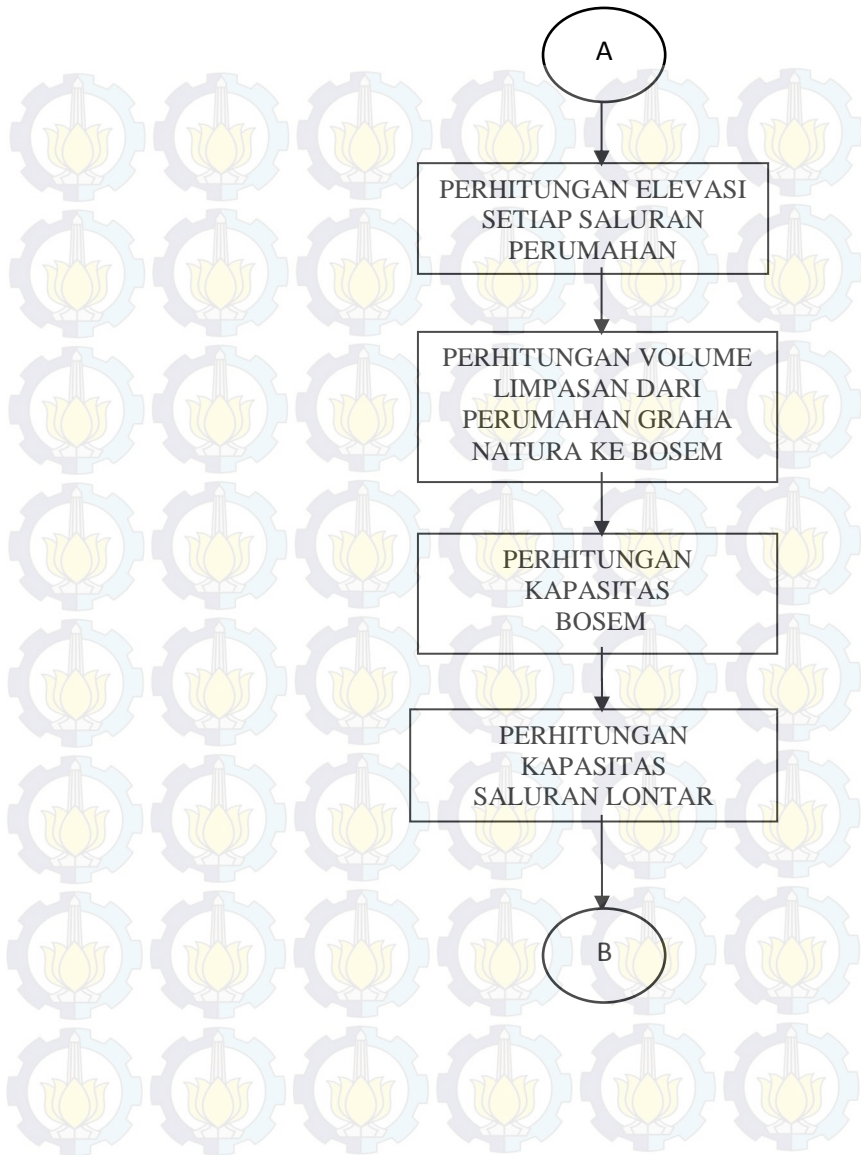 A
PERHITUNGAN ELEVASI
SETIAP SALURAN
PERUMAHAN
PERHITUNGAN VOLUME
LIMPASAN DARI
PERUMAHAN GRAHA
NATURA KE BOSEM
PERHITUNGAN
KAPASITAS
BOSEM
PERHITUNGAN
KAPASITAS
SALURAN LONTAR
B